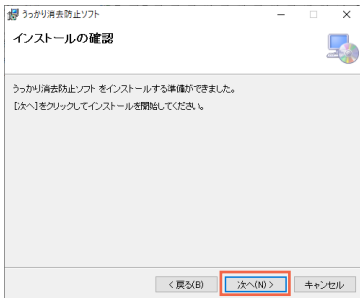 うっかり消去防止ソフト
インストールの確認
うっかり消去防止ソフト をインストールする準備ができました。
[次へ]をクリックしてインストールを開始してください。
< 戻る(B)
次へ(N) >
キャンセル